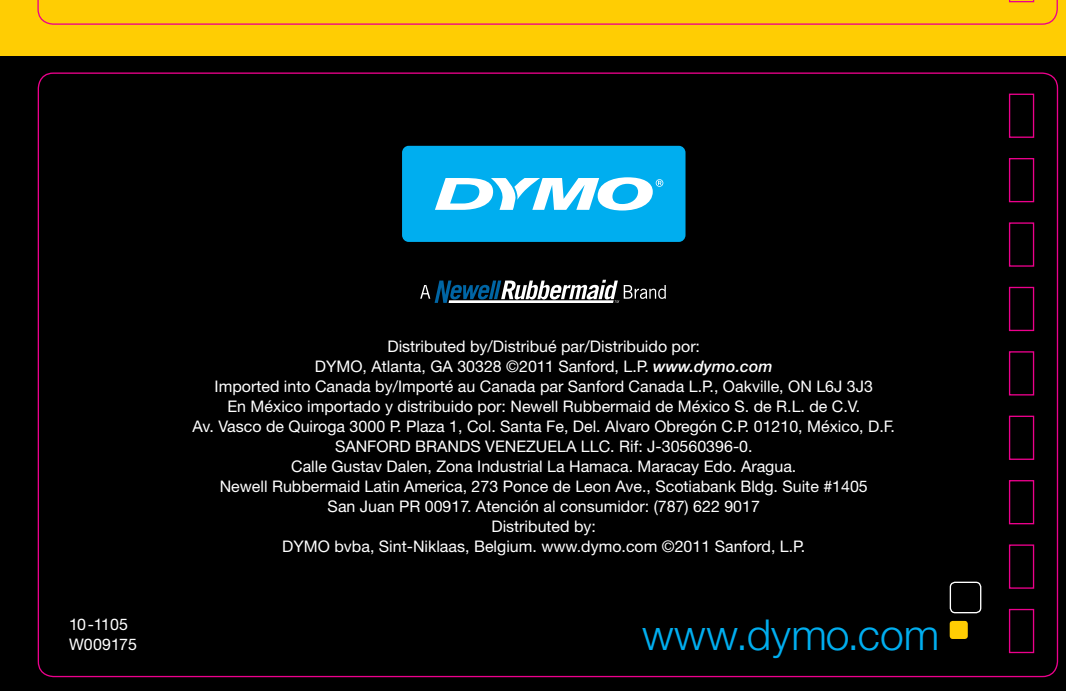 DYMO®
A Newell Rubbermaid™ Brand
Distributed by/Distribué par/Distribuido por:
DYMO, Atlanta, GA 30328 ©2011 Sanford, L.P. www.dymo.com
Imported into Canada by/Importé au Canada par Sanford Canada L.P., Oakville, ON L6J 3J3
En México importado y distribuido por: Newell Rubbermaid de México S. de R.L. de C.V.
Av. Vasco de Quiroga 3000 P. Plaza 1, Col. Santa Fe, Del. Alvaro Obregón C.P. 01210, México, D.F.
SANFORD BRANDS VENEZUELA LLC. Rif: J-30560396-0.
Calle Gustav Dalen, Zona Industrial La Hamaca. Maracay Edo. Aragua.
Newell Rubbermaid Latin America, 273 Ponce de Leon Ave., Scotiabank Bldg. Suite #1405
San Juan PR 00917. Atención al consumidor: (787) 622 9017
Distributed by:
DYMO bvba, Sint-Niklaas, Belgium. www.dymo.com ©2011 Sanford, L.P.
10-1105
W009175
www.dymo.com